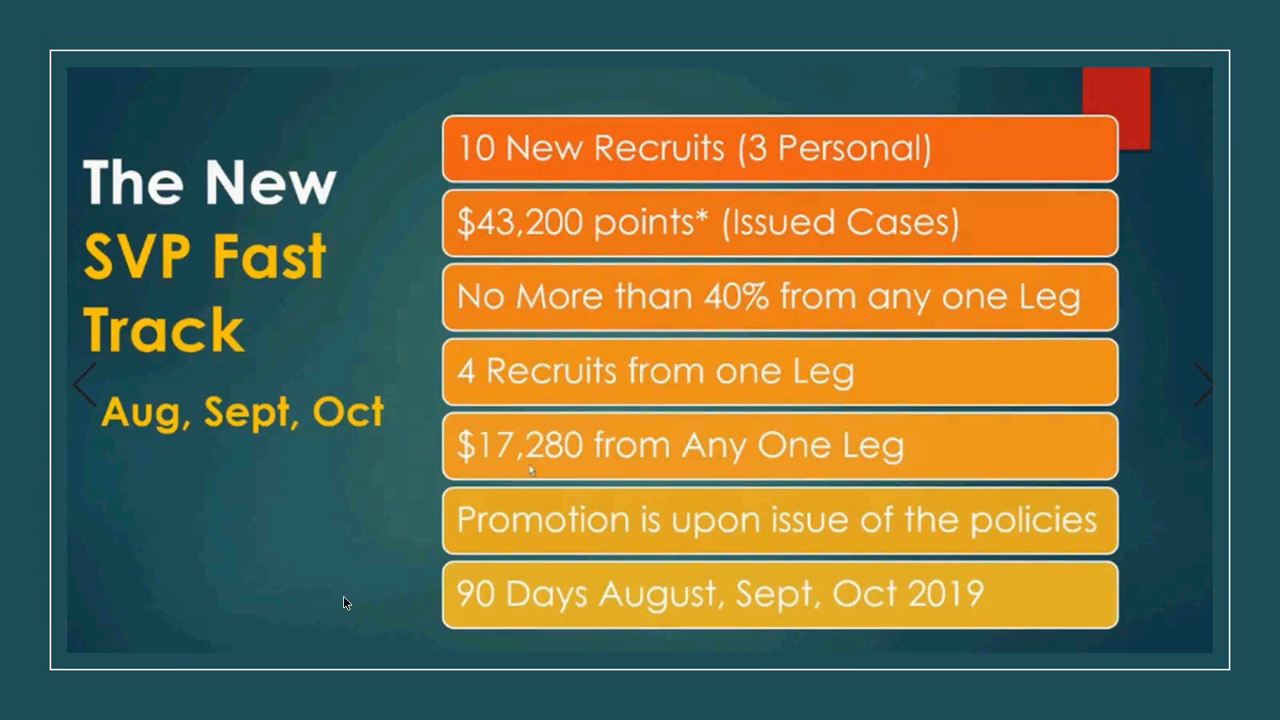 The New
SVP Fast
Track
Aug, Sept, Oct
10 New Recruits (3 Personal)
$43,200 points* (Issued Cases)
No More than 40% from any one Leg
4 Recruits from one Leg
$17,280 from Any One Leg
Promotion is upon issue of the policies
90 Days August, Sept, Oct 2019